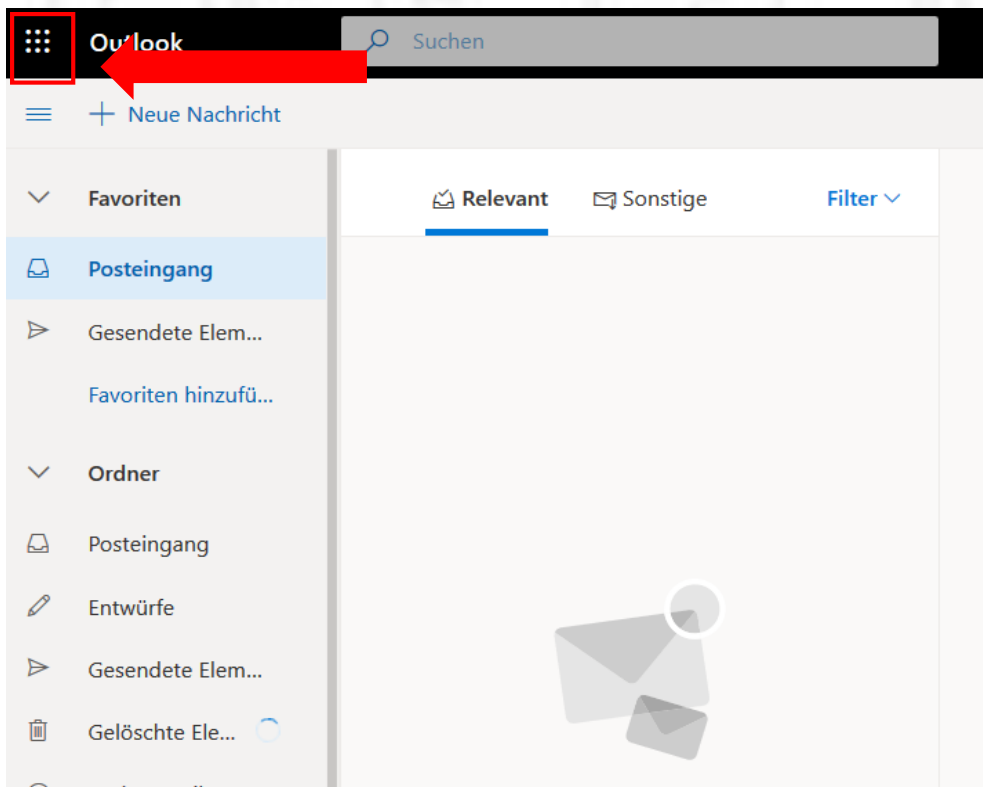 Outlook
Suchen
Neue Nachricht
Favoriten
Relevant
Sonstige
Filter
Posteingang
Gesendete Elem...
Favoriten hinzufü...
Ordner
Posteingang
Entwürfe
Gesendete Elem...
Gelöschte Ele...